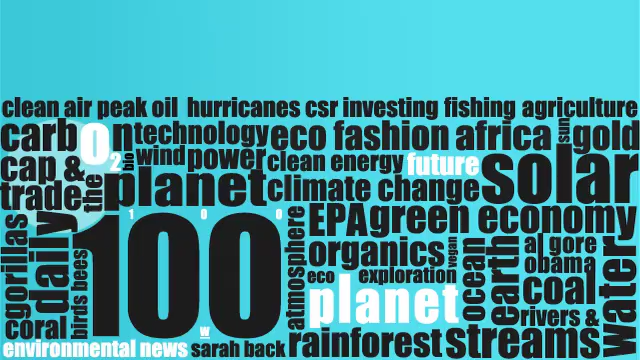 clean air peak oil hurricanes csr investing fishing agriculture
carbon technology eco fashion africa sun gold
O2
cap & trade
bio wind power clean energy future solar
the planet climate change
daily planet
100
1 0 0
w
EPA green economy
gorillas
coral
birds bees
atmosphere
organics vegan
eco exploration
planet
ocean
earth
al gore
obama
coal
rivers &
streams
water
rainforest
environmental news sarah back